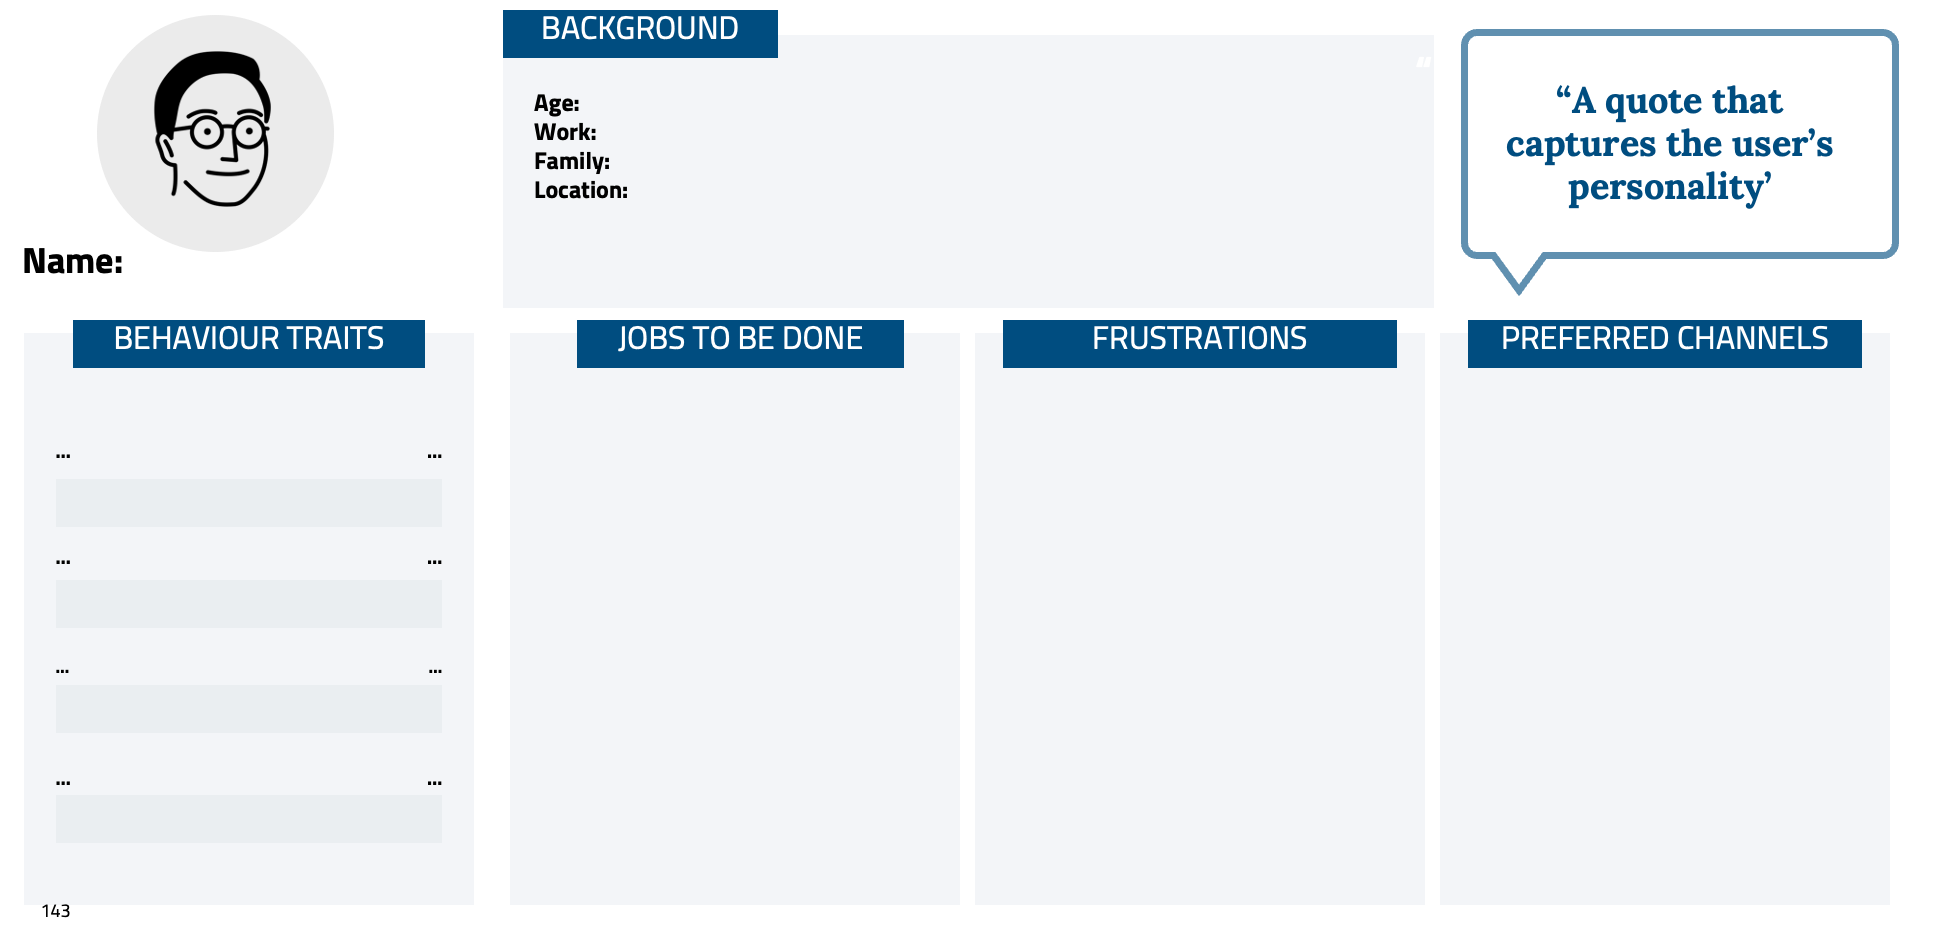 BACKGROUND
"
Age:
Work:
Family:
Location:
“A quote that
captures the user’s
personality’
Name:
BEHAVIOUR TRAITS
... ...
... ...
... ...
... ...
JOBS TO BE DONE
FRUSTRATIONS
PREFERRED CHANNELS
143